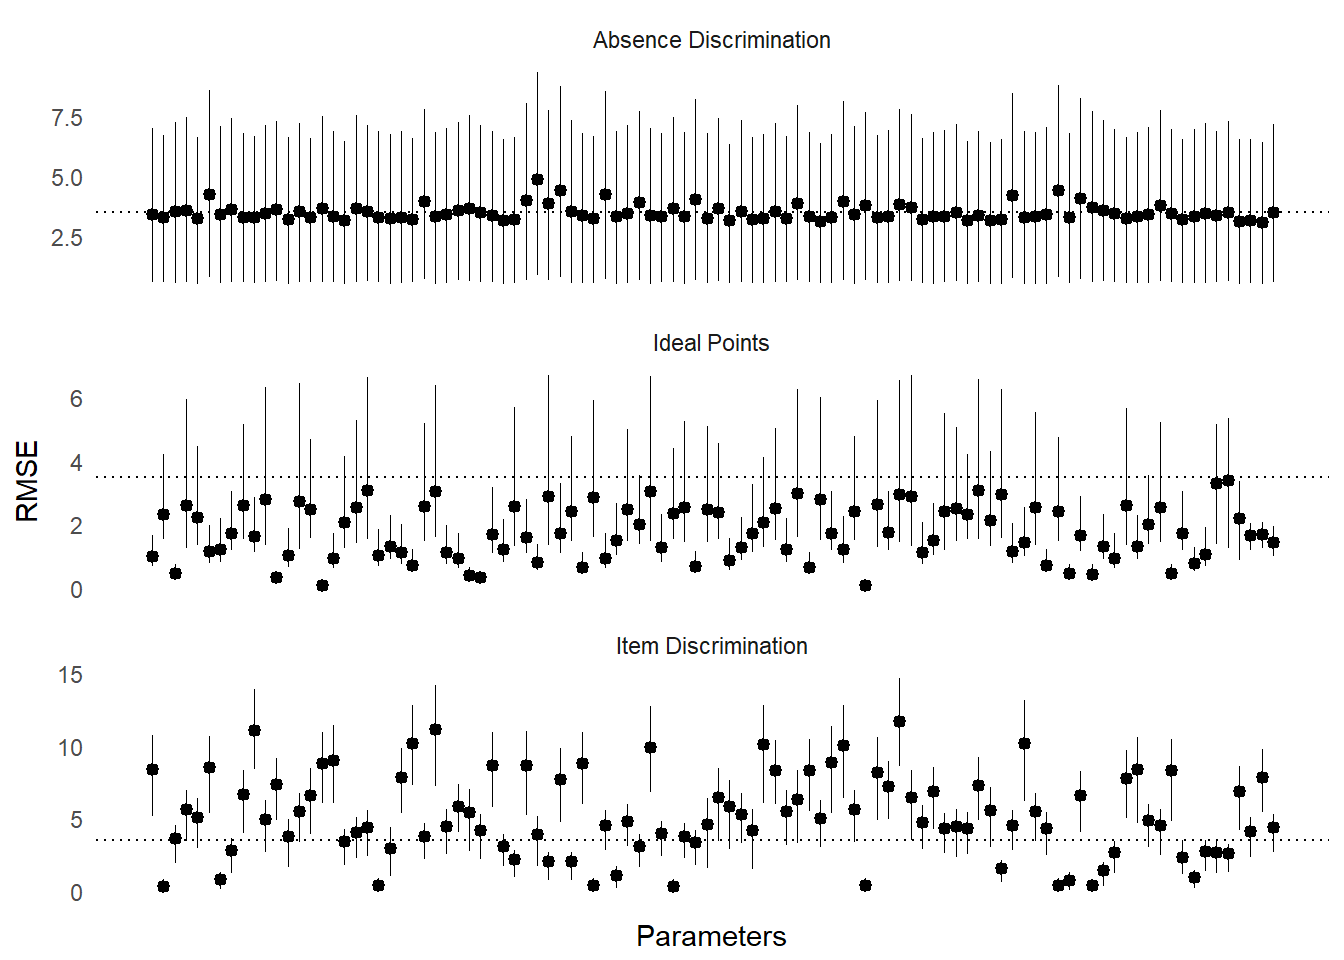 Absence Discrimination
7.5
5.0
2.5
Ideal Points
6
4
2
0
RMSE
Item Discrimination
15
10
5
0
Parameters